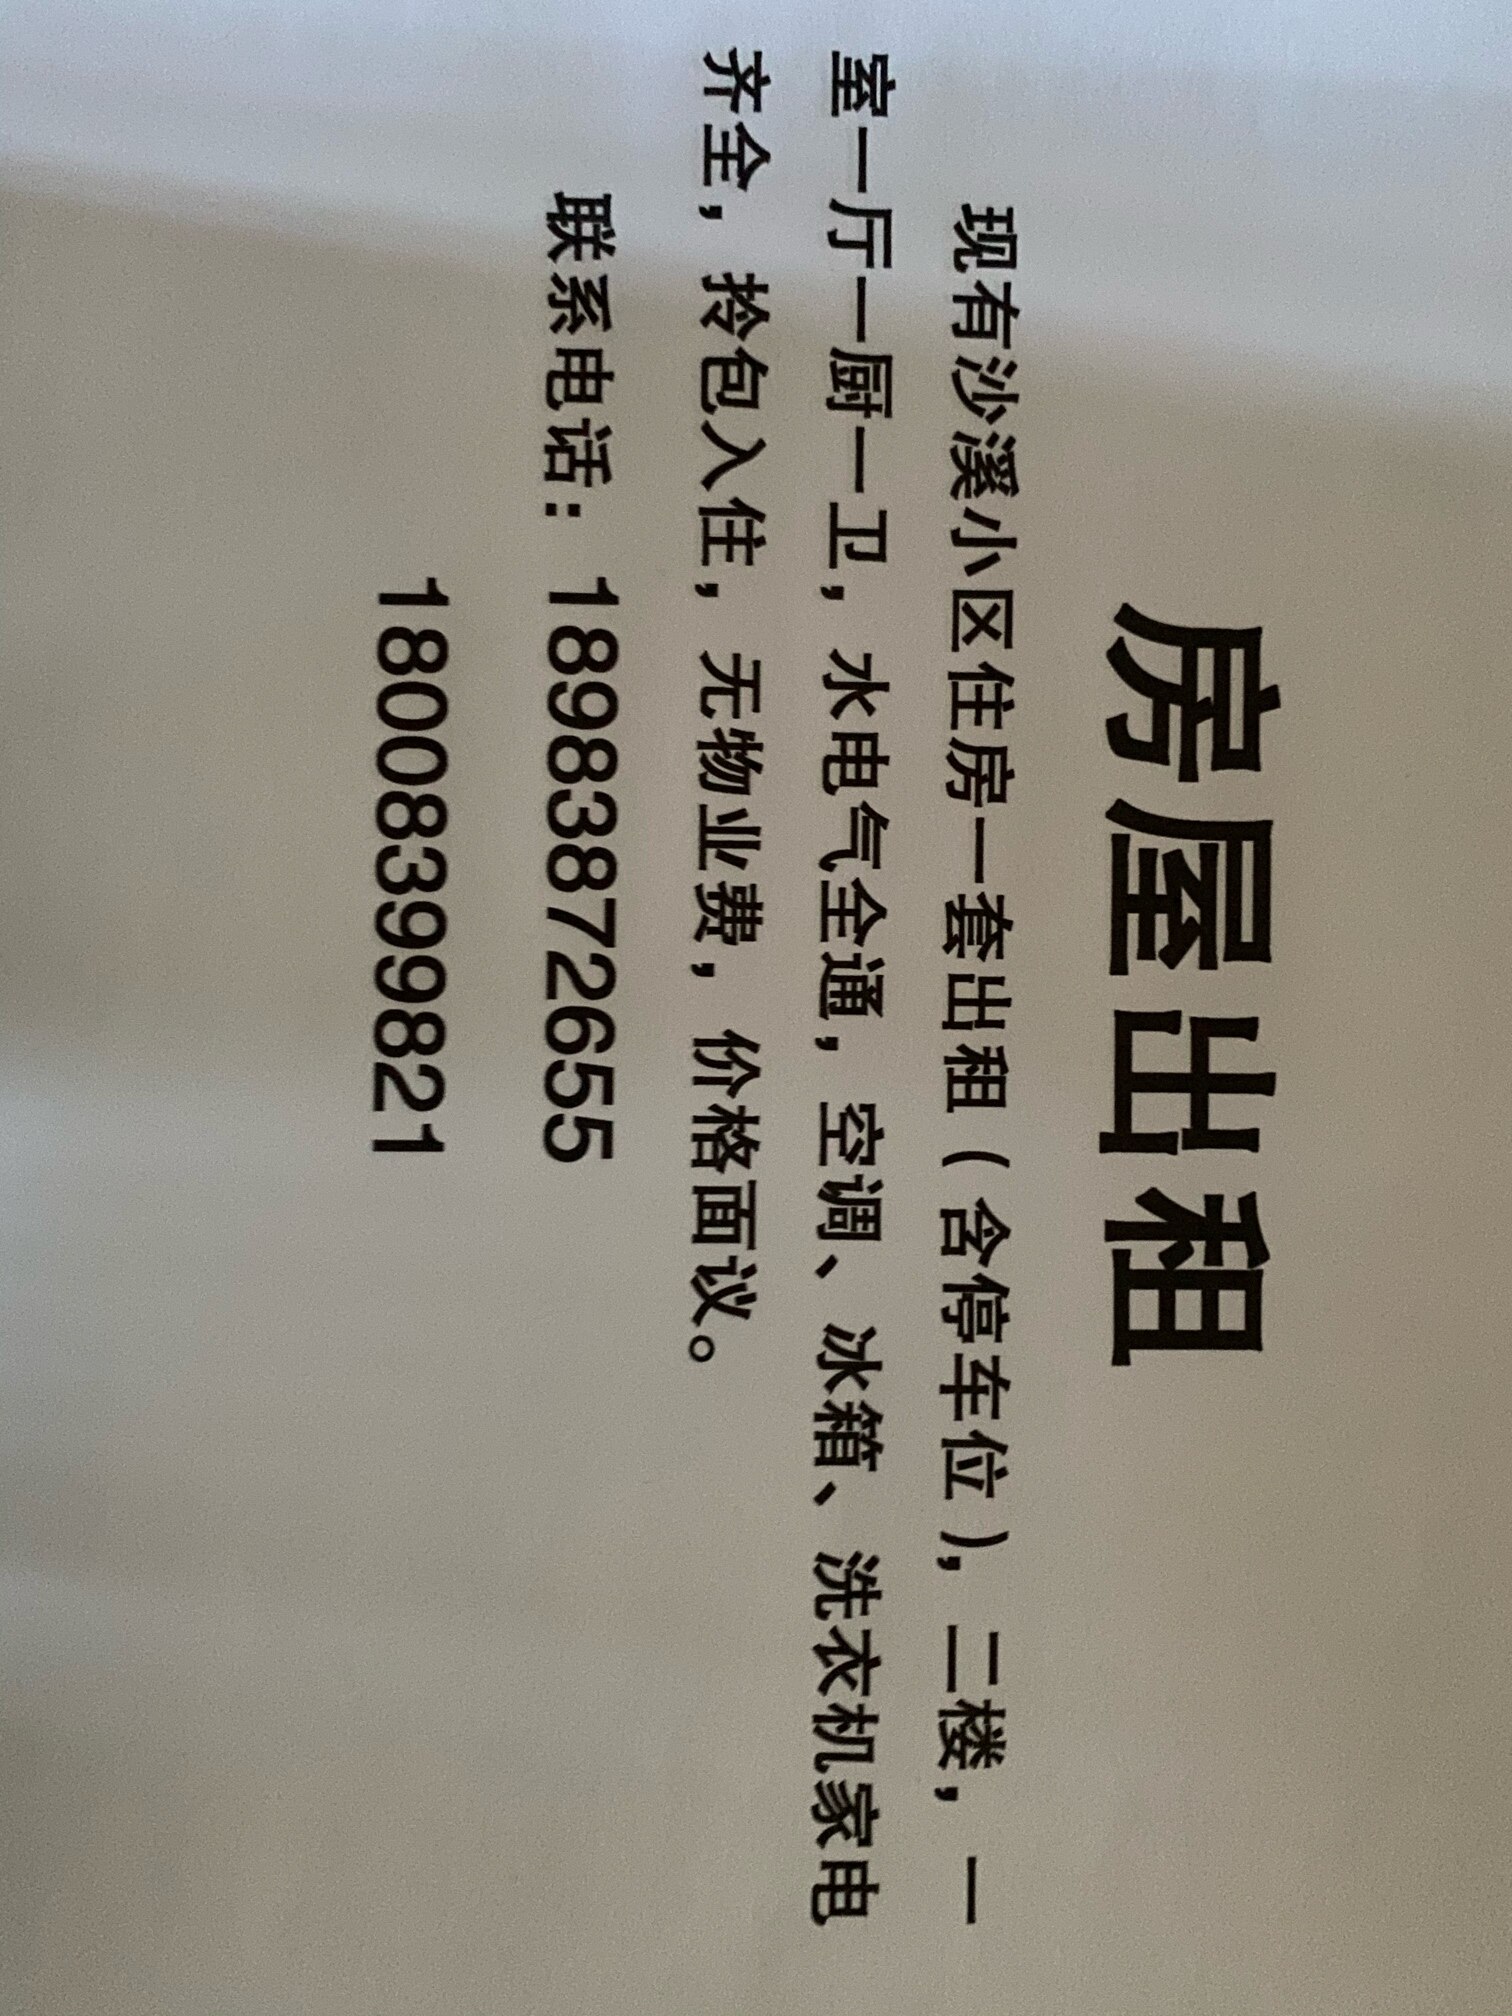 房屋出租
现有沙溪小区住房一套出租（含停车位），二楼，一
室一厅一厨一卫，水电气全通，空调、冰箱、洗衣机家电
齐全，拎包入住，无物业费，价格面议。
联系电话：18983872655
18008399821